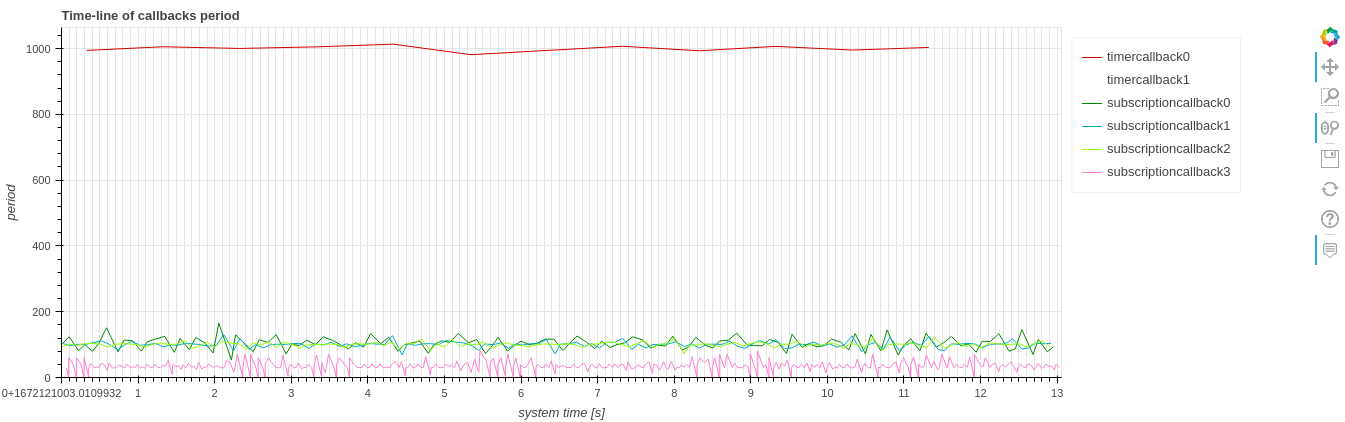 Time-line of callbacks period
1000
800
600
400
200
0
period
0+1672121003.0109932
1
2
3
4
5
6
7
8
9
10
11
12
13
system time [s]
timercallback0
timercallback1
subscriptioncallback0
subscriptioncallback1
subscriptioncallback2
subscriptioncallback3